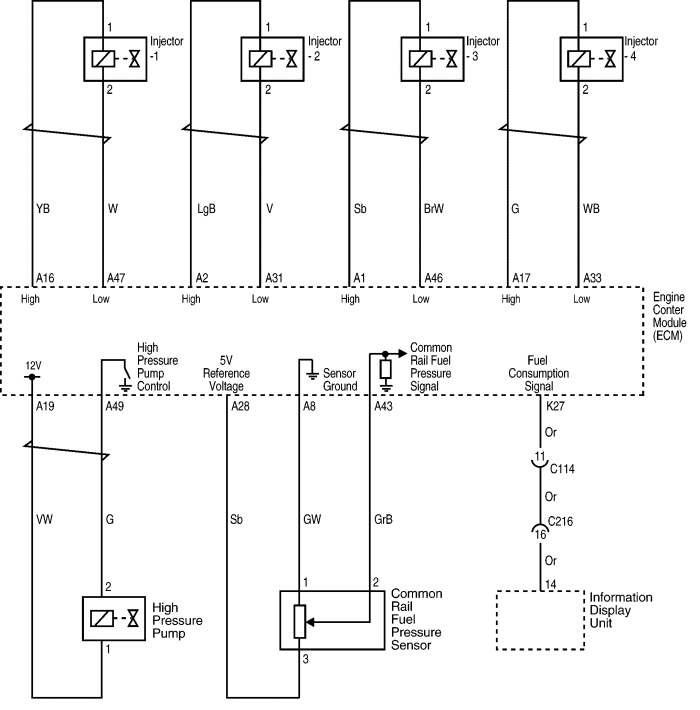 1
Injector
-1
2
1
Injector
- 2
2
1
Injector
- 3
2
1
Injector
- 4
2
YB
W
LgB
V
Sb
BrW
G
WB
A16
A47
A2
A31
A1
A46
A17
A33
High
Low
High
Low
High
Low
High
Low
Engine
Conter
Module
(ECM)
12V
High
Pressure
Pump
Control
5V
Reference
Voltage
Sensor
Ground
Common
Rail Fuel
Pressure
Signal
Fuel
Consumption
Signal
A19
A49
A28
A8
A43
K27
Or
11
C114
Or
C216
16
Or
VW
G
Sb
GW
GrB
14
2
High
Pressure
Pump
1
1
2
3
Common
Rail
Fuel
Pressure
Sensor
Information
Display
Unit